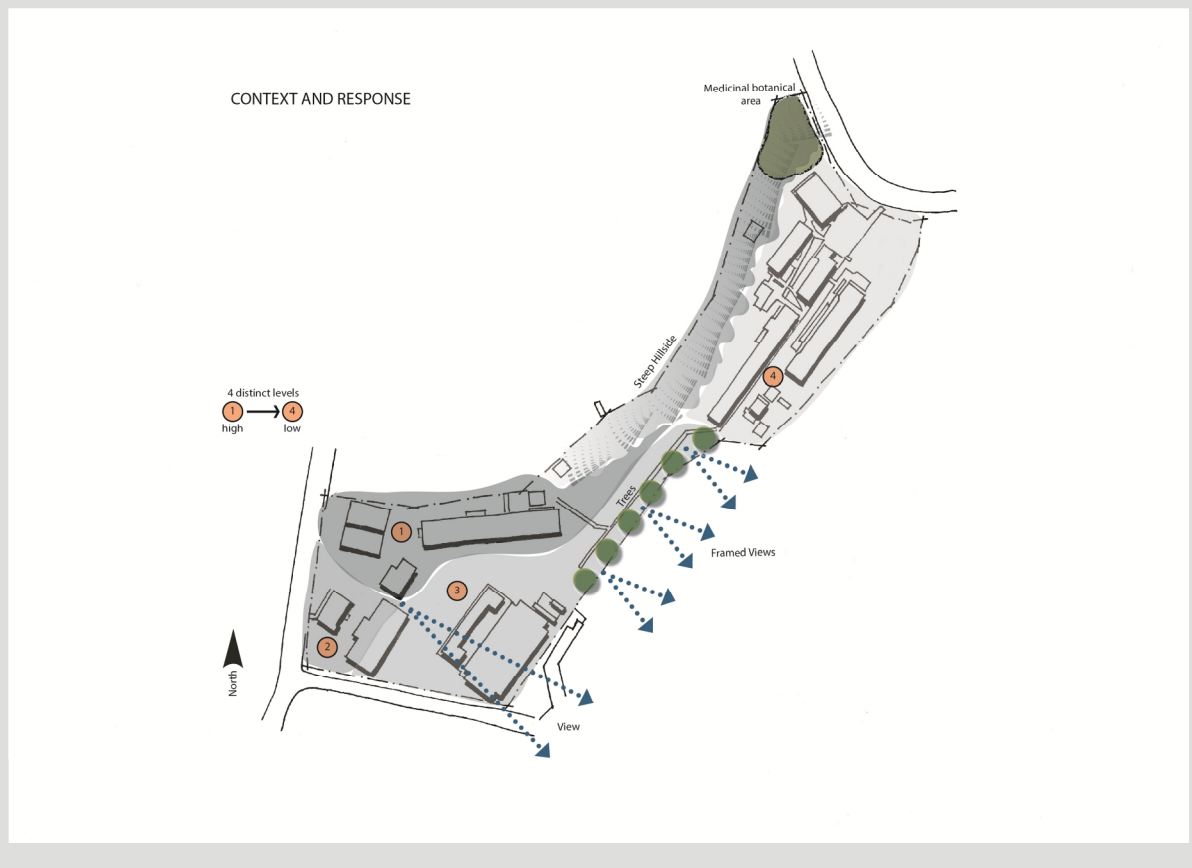 CONTEXT AND RESPONSE
Medicinal botanical
area
Steep Hillside
4 distinct levels
1 4
high low
4
Trees
1
Framed Views
3
2
North
View